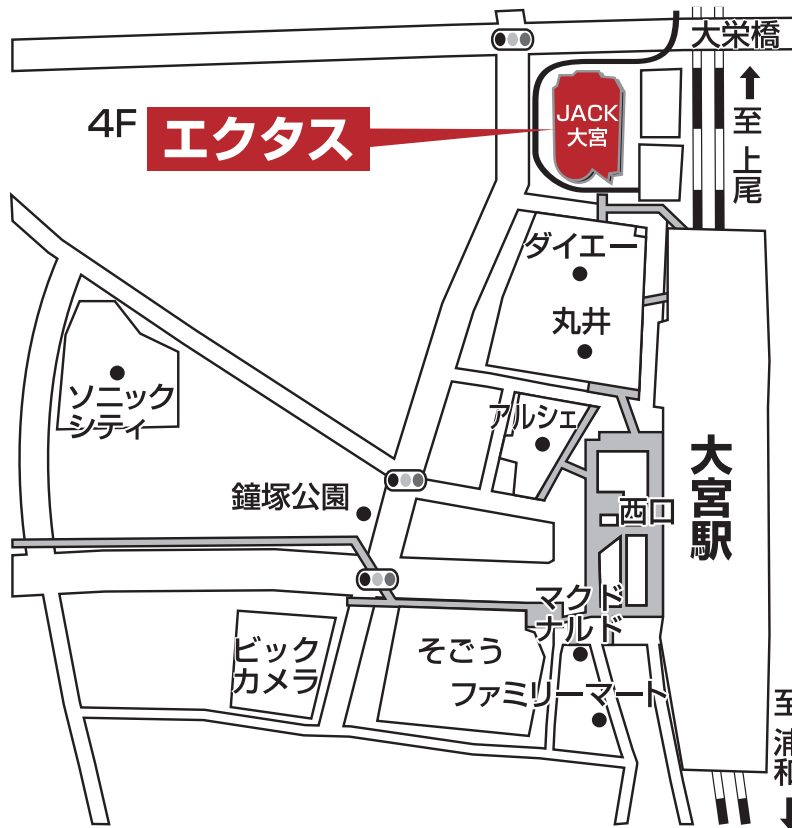 大栄橋
4F
エクタス
JACK
大宮
至 上尾
ダイエー
丸井
ソニック
シティ
アルシェ
鐘塚公園
西口
大宮駅
マクド
ナルド
ビック
カメラ
そごう
ファミリーマート
至 浦和